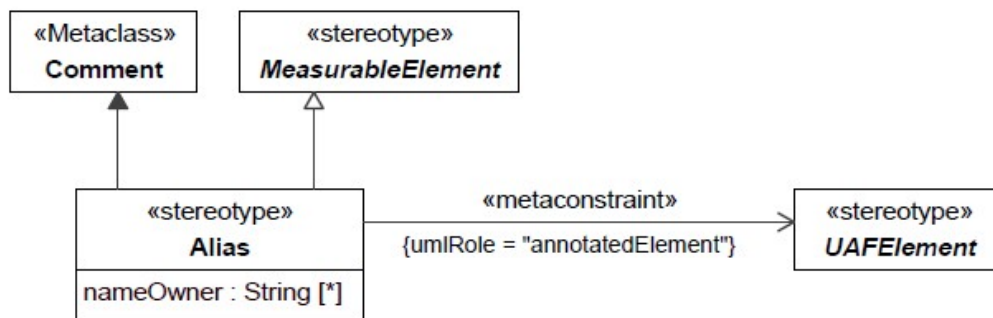 «Metaclass»
Comment
«stereotype»
MeasurableElement
«stereotype»
Alias
nameOwner : String [*]
«metaconstraint»
{umlRole = "annotatedElement"}
«stereotype»
UAFElement